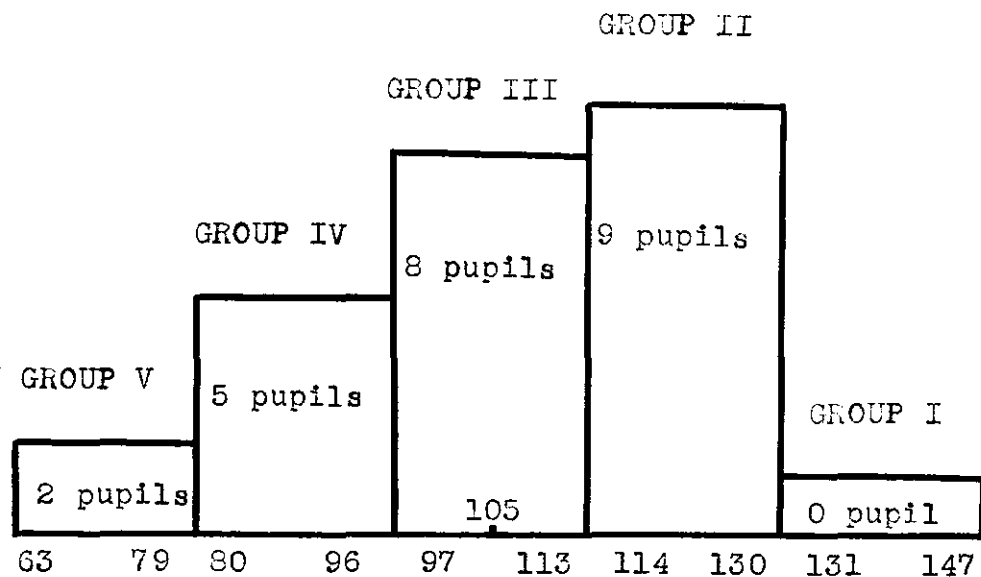 GROUP II
GROUP III
GROUP IV
9 pupils
8 pupils
GROUP V
5 pupils
GROUP I
2 pupils
105
0 pupil
63 79 80 96 97 113 114 130 131 147